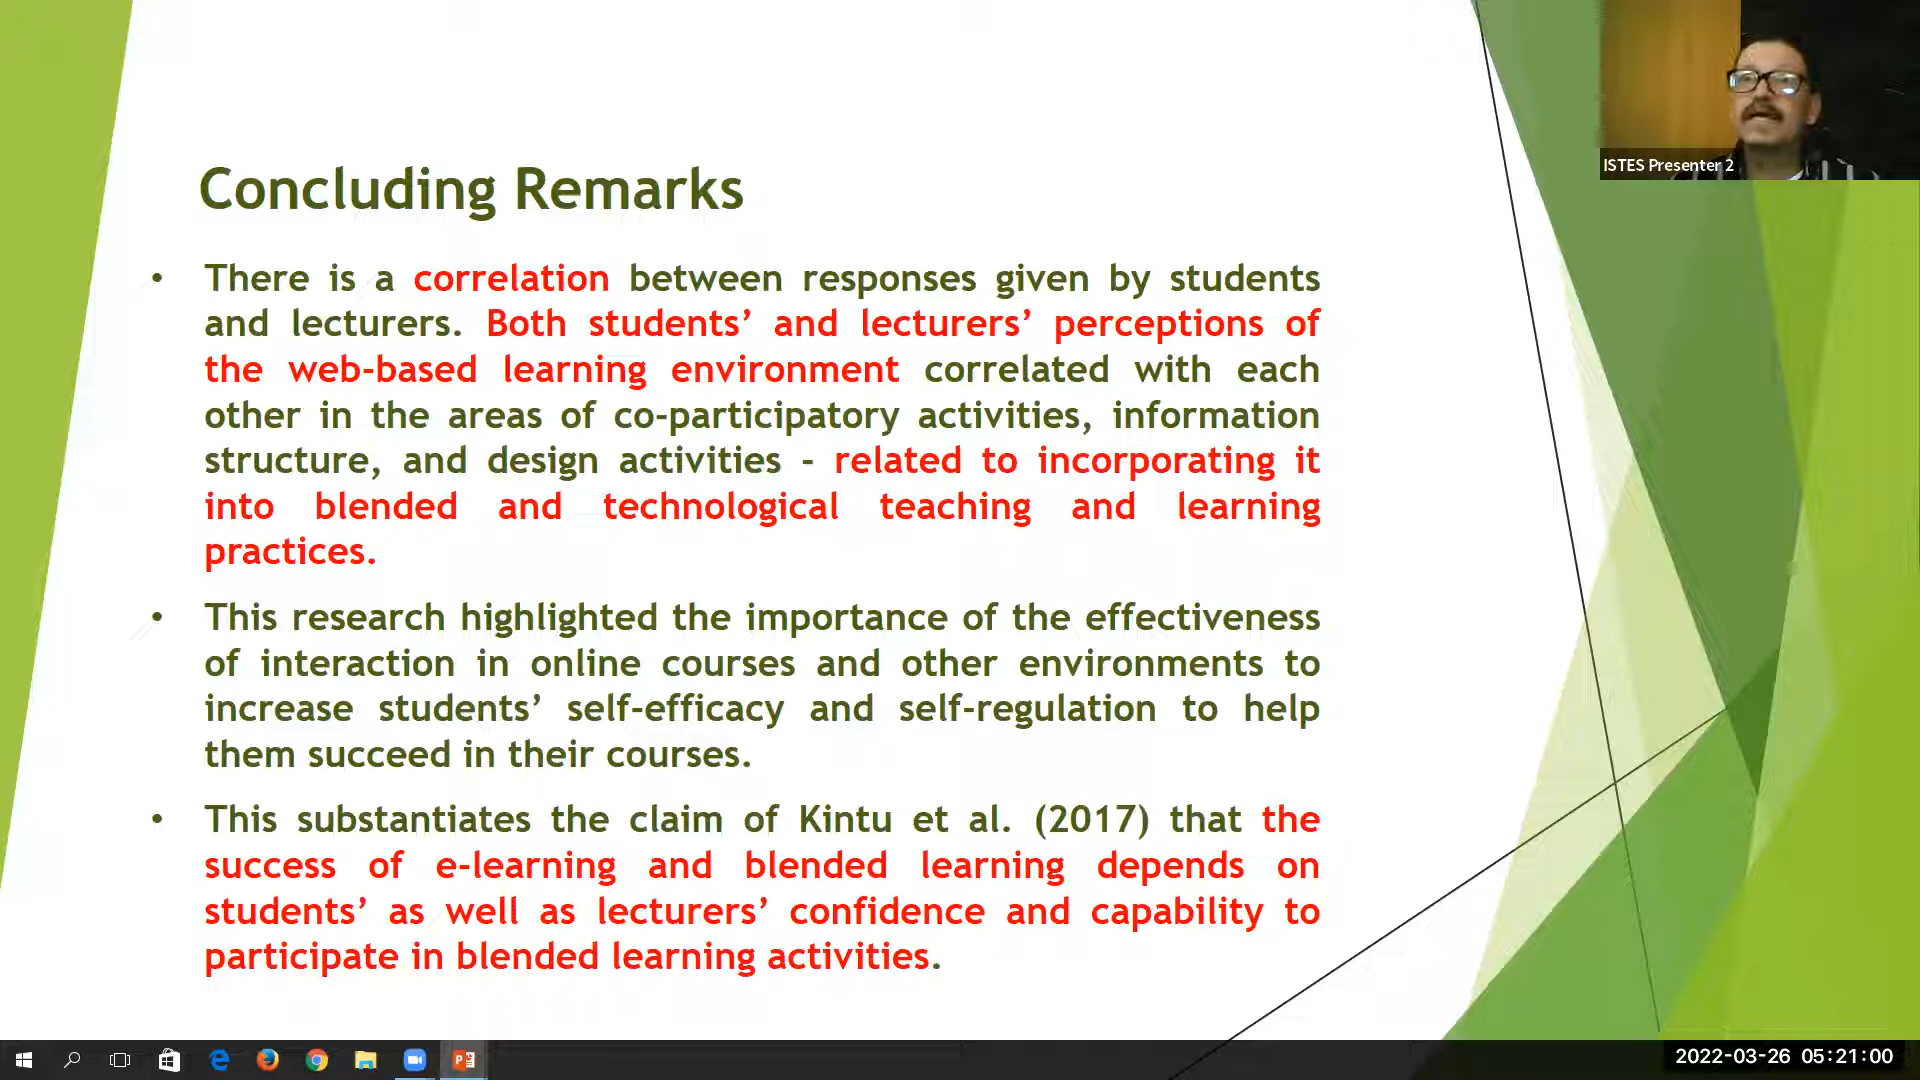 ISTES Presenter 2
Concluding Remarks
• There is a correlation between responses given by students
and lecturers. Both students’ and lecturers’ perceptions of
the web-based learning environment correlated with each
other in the areas of co-participatory activities, information
structure, and design activities - related to incorporating it
into blended and technological teaching and learning
practices.
• This research highlighted the importance of the effectiveness
of interaction in online courses and other environments to
increase students’ self-efficacy and self-regulation to help
them succeed in their courses.
• This substantiates the claim of Kintu et al. (2017) that the
success of e-learning and blended learning depends on
students’ as well as lecturers’ confidence and capability to
participate in blended learning activities.
2022-03-26 05:21:00